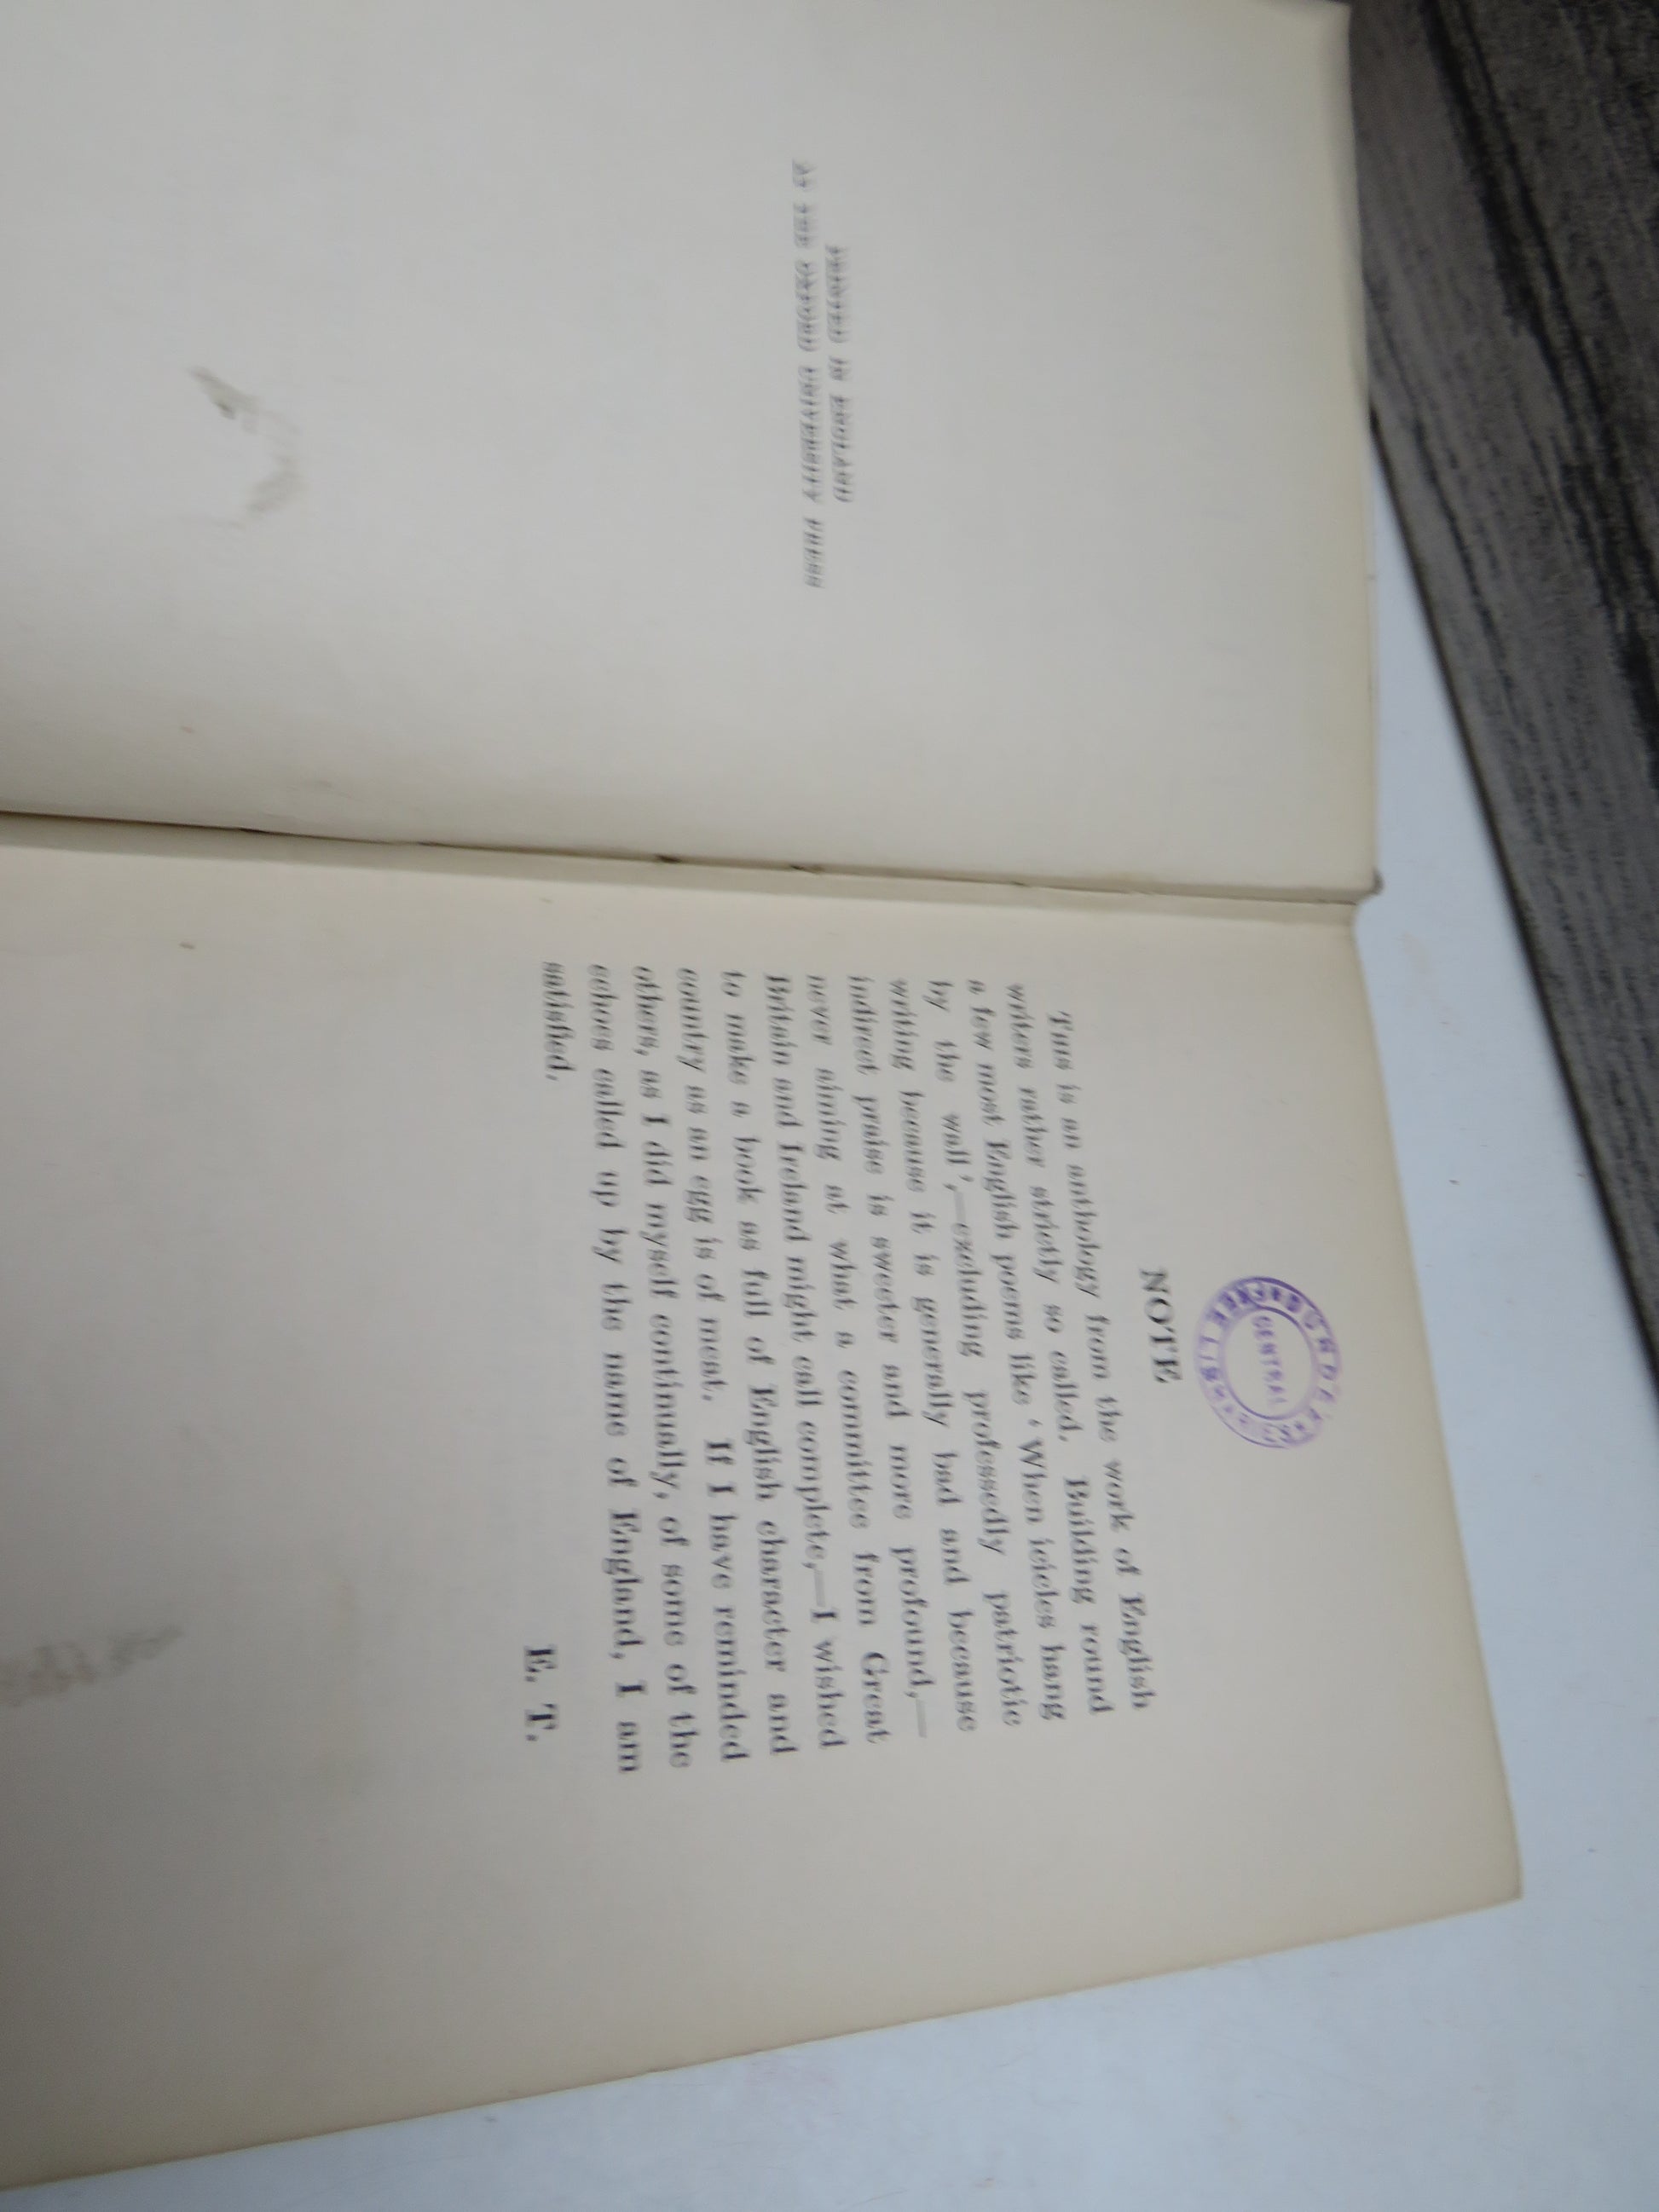 PRINTED IN ENGLAND
AT THE OXFORD UNIVERSITY PRESS
CENTRAL
NOTE
THIS is an anthology from the work of English
writers rather strictly so called. Building round
a few most English poems like ‘ When icicles hang
by the wall ’,—excluding professedly patriotic
writing because it is generally bad and because
indirect praise is sweeter and more profound,—
never aiming at what a committee from Great
Britain and Ireland might call complete,—I wished
to make a book as full of English character and
country as an egg is of meat. If I have reminded
others, as I did myself continually, of some of the
echoes called up by the name of England, I am
satisfied.
E. T.